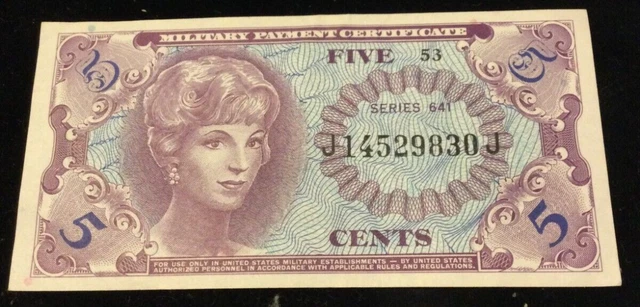 MILITARY PAYMENT CERTIFICATE
5 5
FIVE 53
SERIES 641
J14529830J
5 5
CENTS
FOR USE ONLY IN UNITED STATES MILITARY ESTABLISHMENTS BY UNITED STATES
AUTHORIZED PERSONNEL IN ACCORDANCE WITH APPLICABLE RULES AND REGULATIONS.